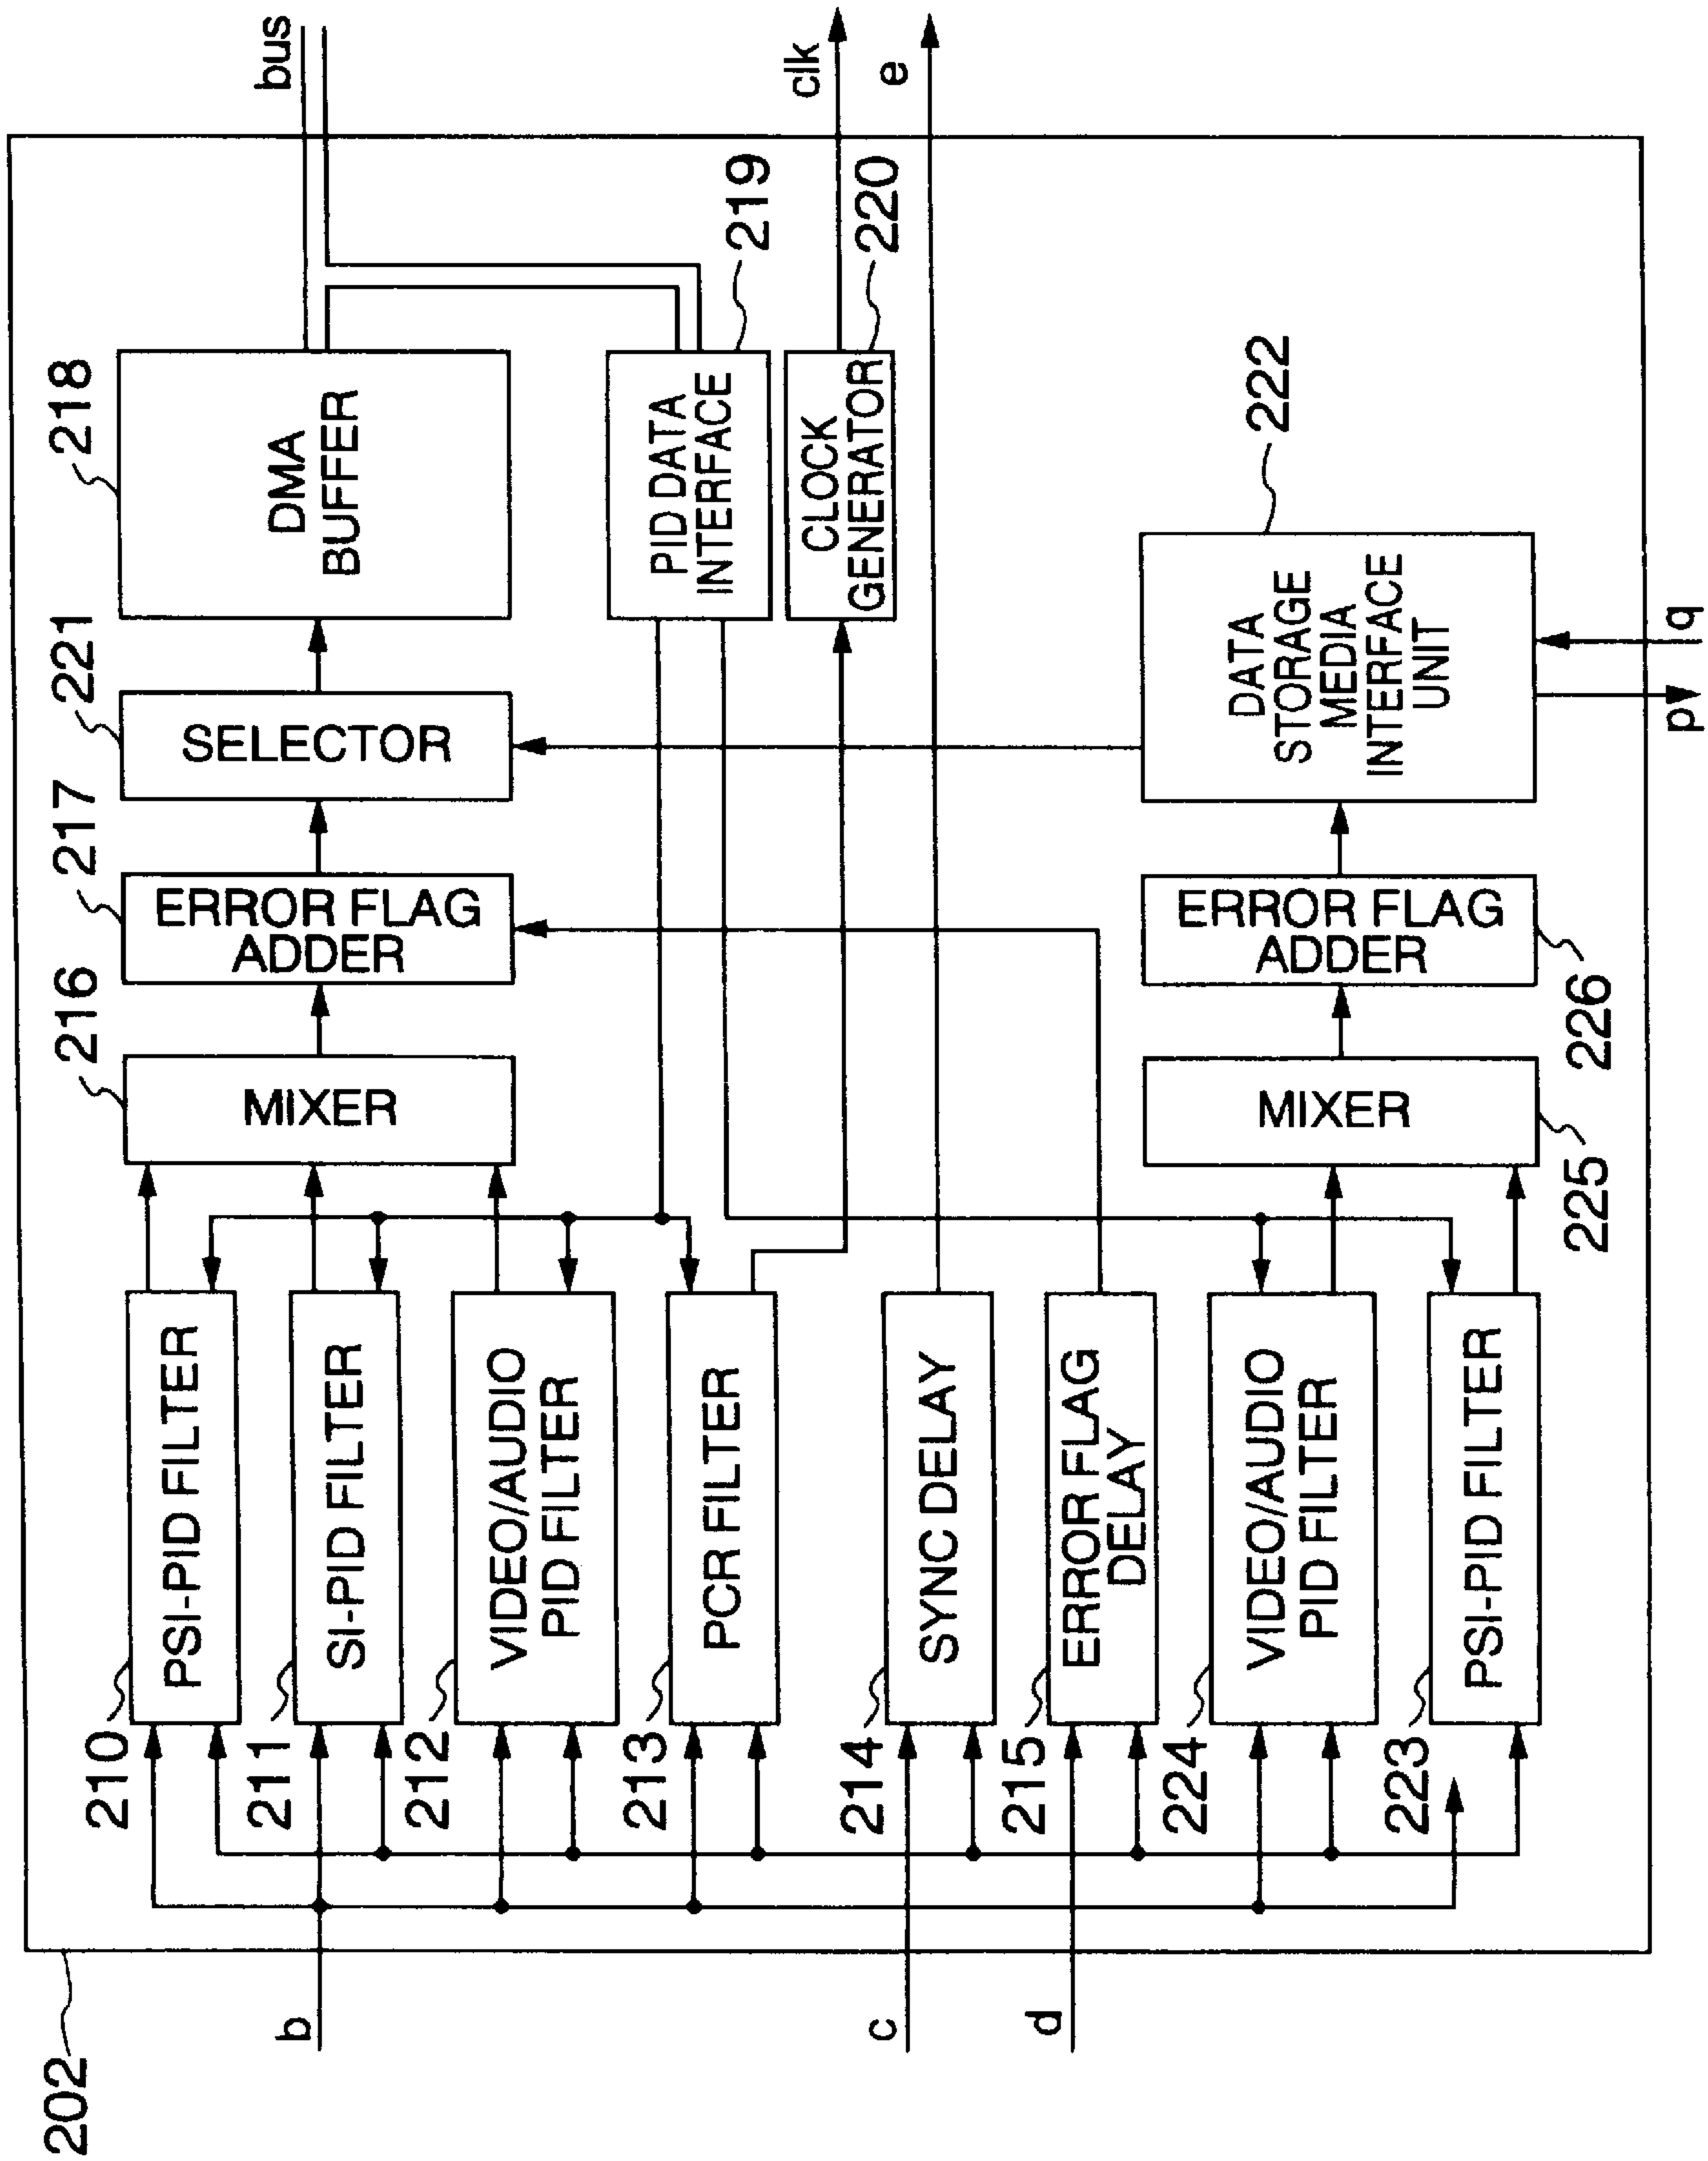 202
b
c
d
210
PSI-PID FILTER
211
SI-PID FILTER
212
VIDEO/AUDIO
PID FILTER
213
PCR FILTER
214
SYNC DELAY
215
ERROR FLAG
DELAY
224
VIDEO/AUDIO
PID FILTER
223
PSI-PID FILTER
216
MIXER
217
ERROR FLAG
ADDER
221
SELECTOR
218
DMA
BUFFER
bus
PID DATA
INTERFACE
219
CLOCK
GENERATOR
220
clk
e
MIXER
225
ERROR FLAG
ADDER
226
DATA
STORAGE
MEDIA
INTERFACE
UNIT
222
p
q